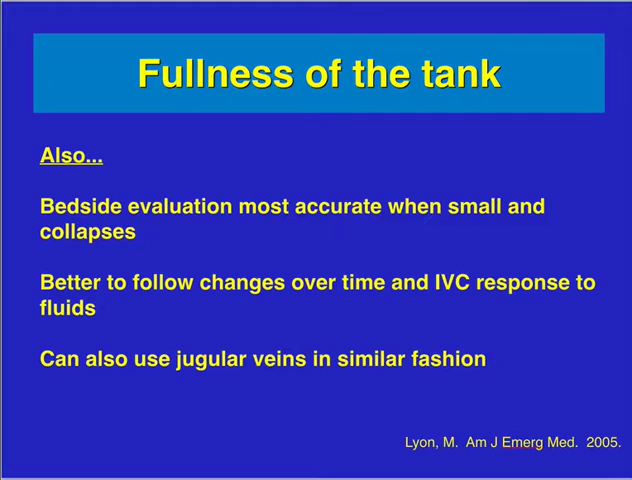 Fullness of the tank
Also...
Bedside evaluation most accurate when small and
collapses
Better to follow changes over time and IVC response to
fluids
Can also use jugular veins in similar fashion
Lyon, M.  Am J Emerg Med.  2005.